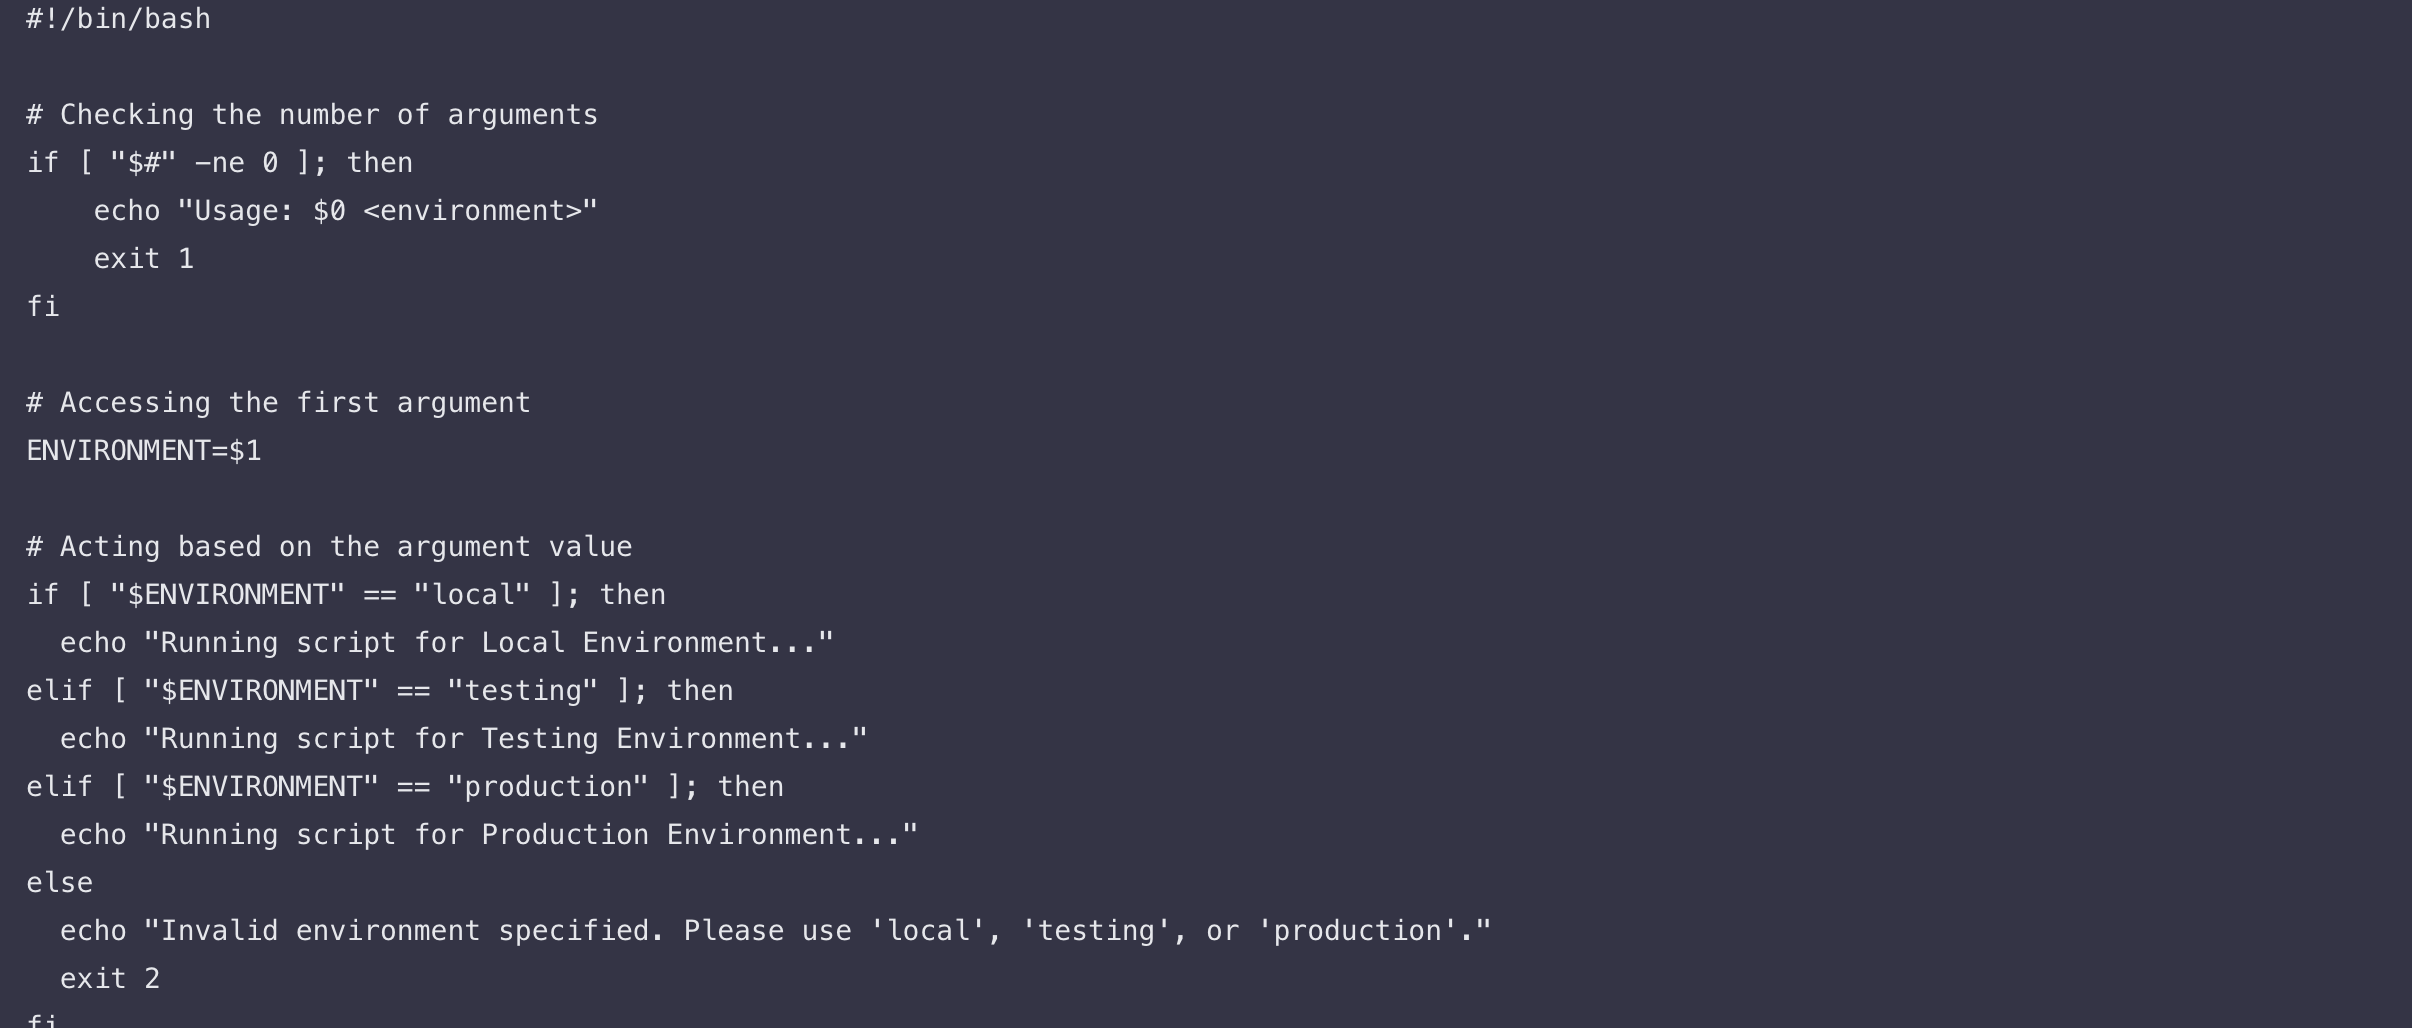 #!/bin/bash

# Checking the number of arguments
if [ "$#" -ne 0 ]; then
    echo "Usage: $0 <environment>"
    exit 1
fi

# Accessing the first argument
ENVIRONMENT=$1

# Acting based on the argument value
if [ "$ENVIRONMENT" == "local" ]; then
  echo "Running script for Local Environment..."
elif [ "$ENVIRONMENT" == "testing" ]; then
  echo "Running script for Testing Environment..."
elif [ "$ENVIRONMENT" == "production" ]; then
  echo "Running script for Production Environment..."
else
  echo "Invalid environment specified. Please use 'local', 'testing', or 'production'."
  exit 2
fi